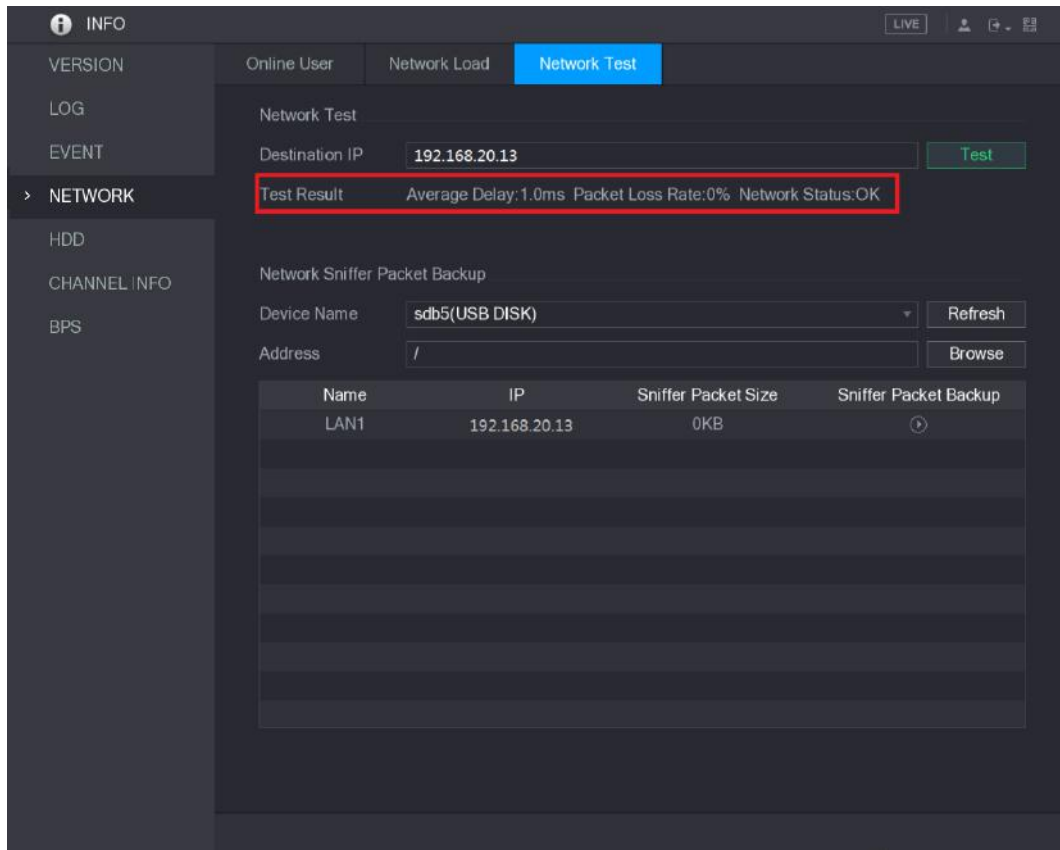 INFO
LIVE
VERSION
LOG
EVENT
NETWORK
HDD
CHANNEL INFO
BPS
Online User Network Load Network Test
Network Test
Destination IP 192.168.20.13 Test
Test Result Average Delay:1.0ms Packet Loss Rate:0% Network Status:OK
Network Sniffer Packet Backup
Device Name sdb5(USB DISK) Refresh
Address / Browse
Name IP Sniffer Packet Size Sniffer Packet Backup
LAN1 192.168.20.13 0KB